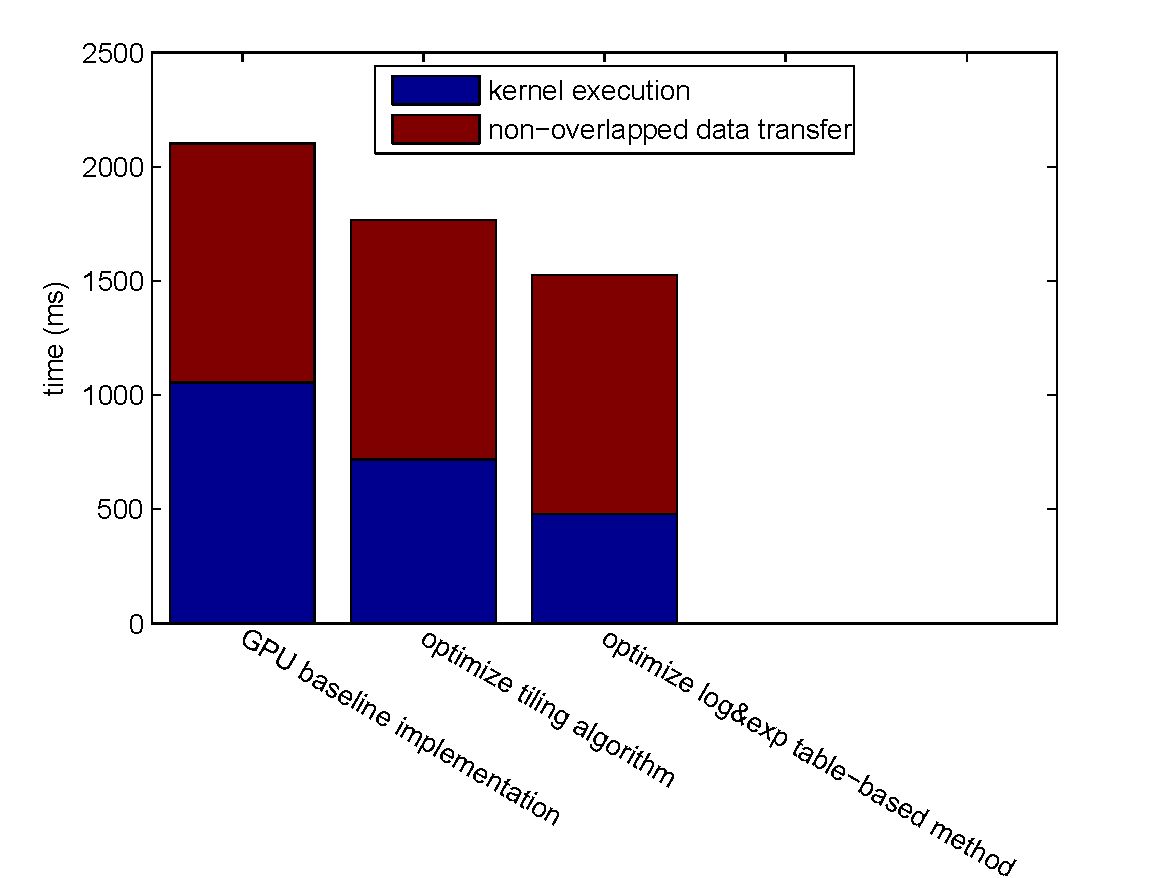 2500
2000
1500
1000
500
0
time (ms)
kernel execution
non-overlapped data transfer
GPU baseline implementation
optimize tiling algorithm
optimize log&exp table-based method